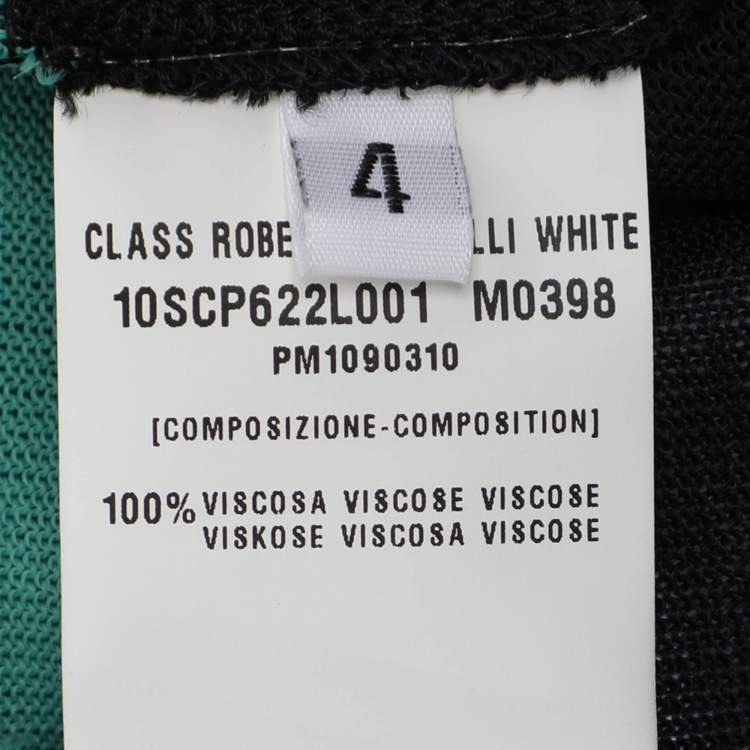 4
CLASS ROBE LLI WHITE
10SCP622L001 M0398
PM1090310
[COMPOSIZIONE-COMPOSITION]
100% VISCOSA VISCOSE VISCOSE
VISKOSE VISCOSA VISCOSE